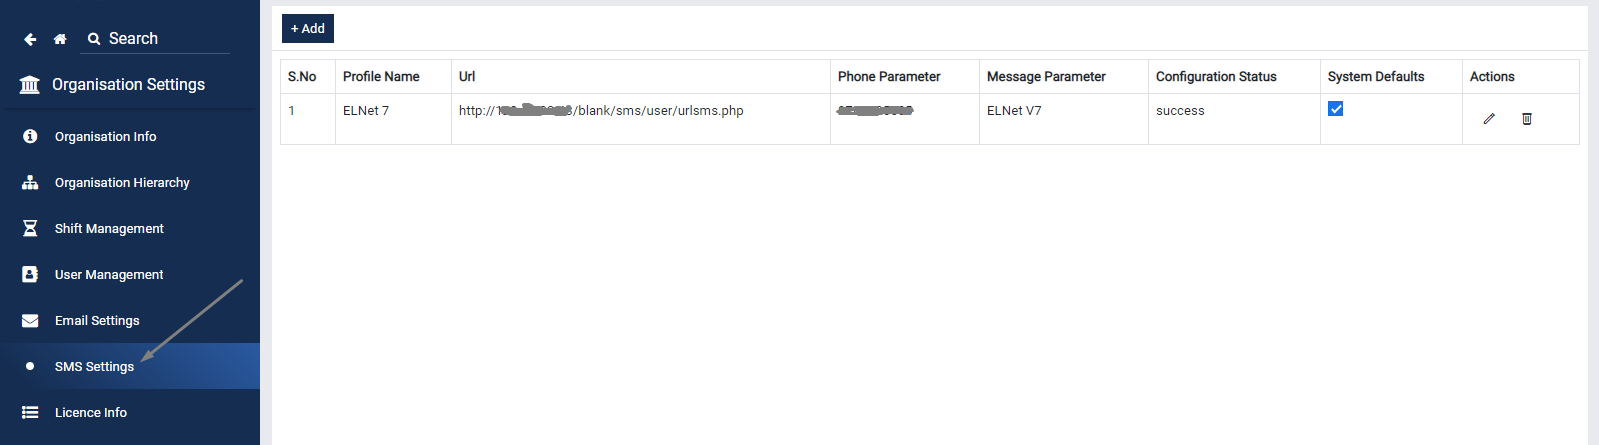 Search
Organisation Settings
Organisation Info
Organisation Hierarchy
Shift Management
User Management
Email Settings
SMS Settings
Licence Info
+ Add
S.No Profile Name Url Phone Parameter Message Parameter Configuration Status System Defaults Actions
1 ELNet 7 http:// /blank/sms/user/urlsms.php ELNet V7 success